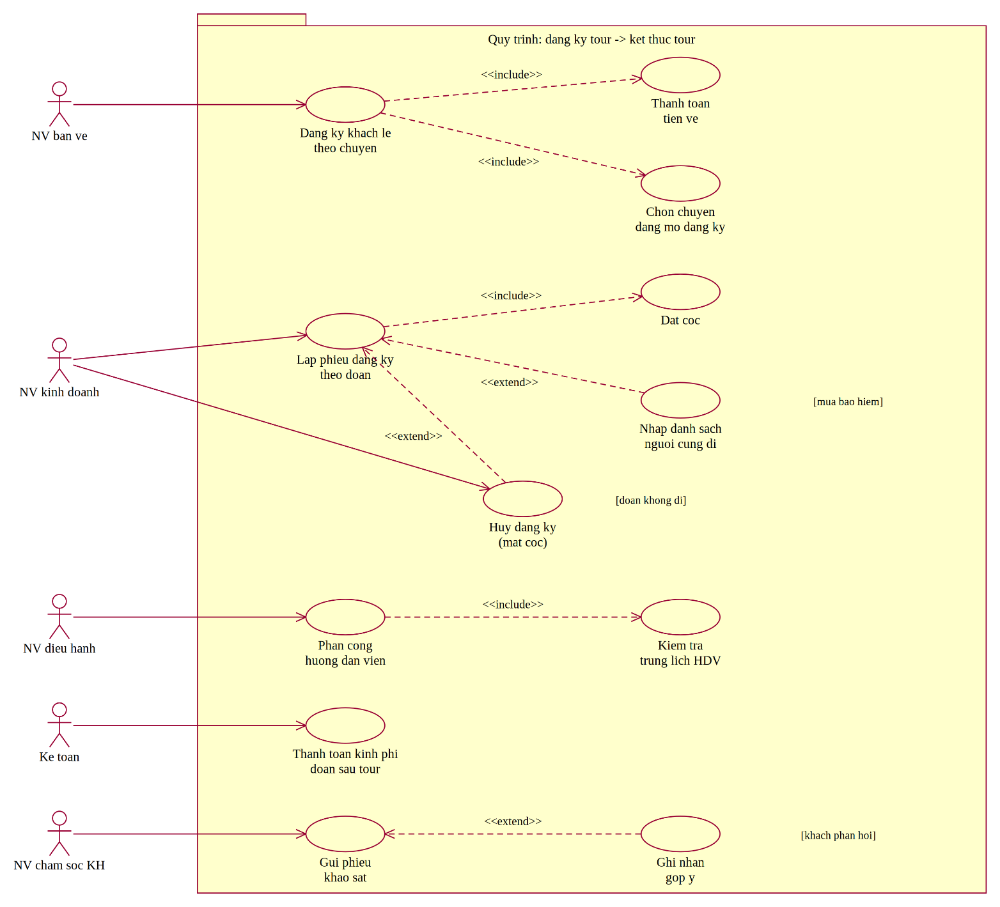 Quy trinh: dang ky tour -> ket thuc tour
NV ban ve
Dang ky khach le
theo chuyen
<<include>>
Thanh toan
tien ve
<<include>>
Chon chuyen
dang mo dang ky
NV kinh doanh
Lap phieu dang ky
theo doan
<<include>>
Dat coc
<<extend>>
Nhap danh sach
nguoi cung di
[mua bao hiem]
<<extend>>
Huy dang ky
(mat coc)
[doan khong di]
NV dieu hanh
Phan cong
huong dan vien
<<include>>
Kiem tra
trung lich HDV
Ke toan
Thanh toan kinh phi
doan sau tour
NV cham soc KH
Gui phieu
khao sat
<<extend>>
Ghi nhan
gop y
[khach phan hoi]